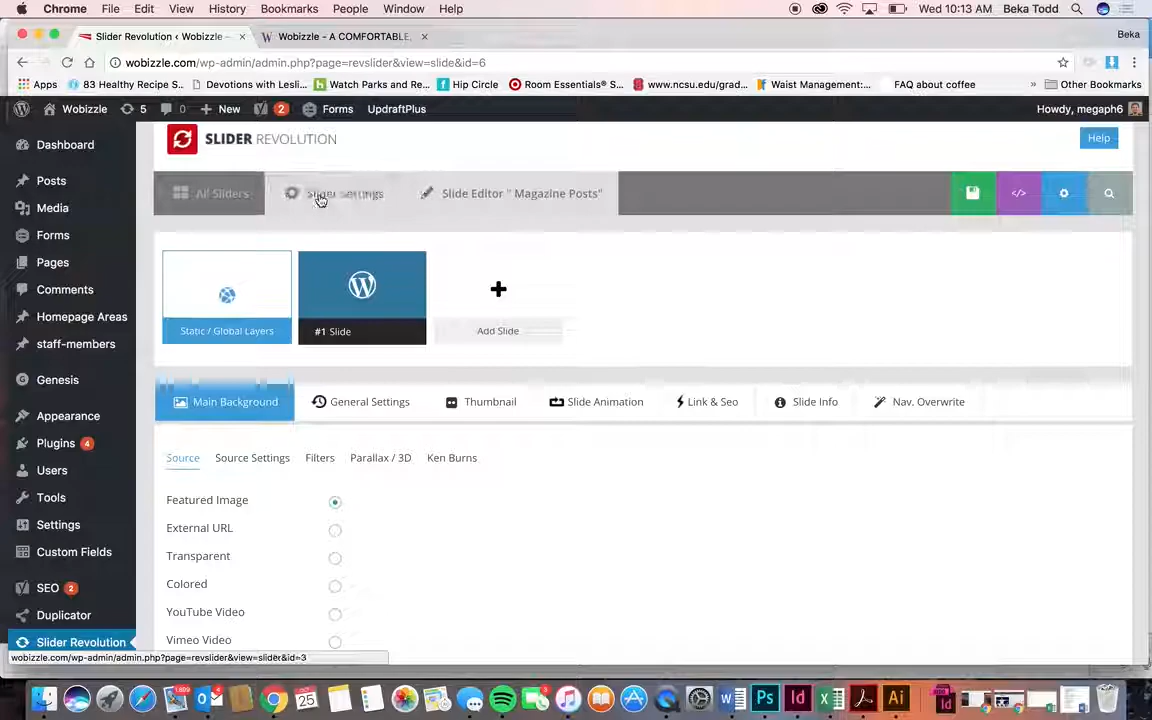 Chrome File Edit View History Bookmarks People Window Help Wed 10:13 AM Beka Todd
Slider Revolution ‹ Wobizzle - Wobizzle - A COMFORTABLE, Beka
wobizzle.com/wp-admin/admin.php?page=revslider&view=slide&id=6
Apps 83 Healthy Recipe S... Devotions with Lesli... Watch Parks and Re... Hip Circle Room Essentials® S... www.ncsu.edu/grad... Waist Management:... FAQ about coffee » Other Bookmarks
Wobizzle 5 0 New 2 Forms UpdraftPlus Howdy, megaph6
Dashboard
Posts
Media
Forms
Pages
Comments
Homepage Areas
staff-members
Genesis
Appearance
Plugins 4
Users
Tools
Settings
Custom Fields
SEO 2
Duplicator
Slider Revolution
SLIDER REVOLUTION Help
All Sliders Slider Settings Slide Editor " Magazine Posts" </>
Static / Global Layers #1 Slide Add Slide
Main Background General Settings Thumbnail Slide Animation Link & Seo Slide Info Nav. Overwrite
Source Source Settings Filters Parallax / 3D Ken Burns
Featured Image
External URL
Transparent
Colored
YouTube Video
Vimeo Video
wobizzle.com/wp-admin/admin.php?page=revslider&view=slider&id=3
JUL 25 W Ps Id X Ai